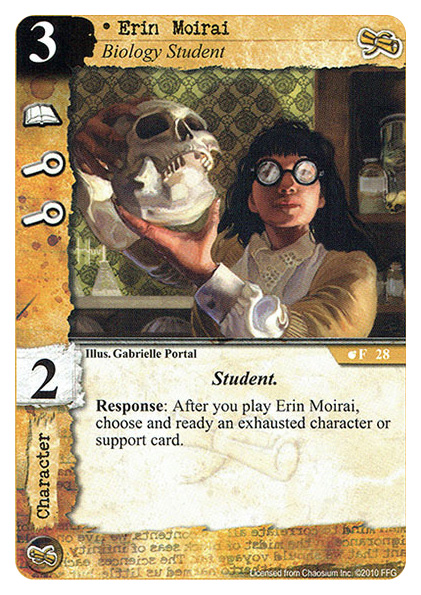 3
• Erin Moirai
Biology Student
Illus. Gabrielle Portal
F 28
2
Student.
Response: After you play Erin Moirai,
choose and ready an exhausted character or
support card.
Character
Licensed from Chaosium Inc. ©2010 FFG